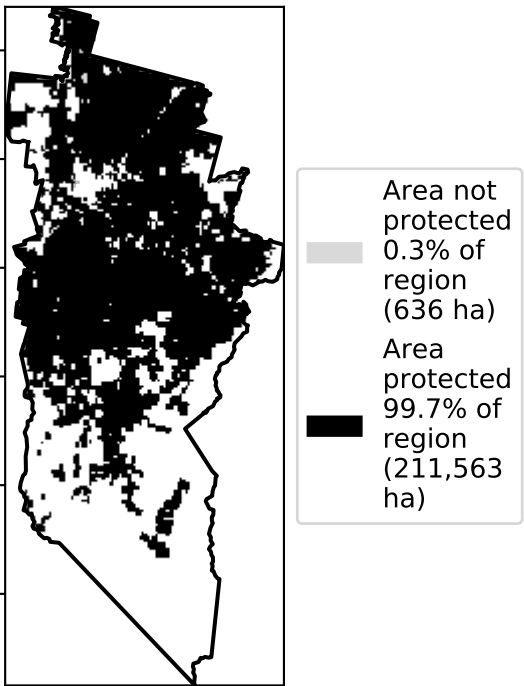 Area not
protected
0.3% of
region
(636 ha)
Area
protected
99.7% of
region
(211,563
ha)